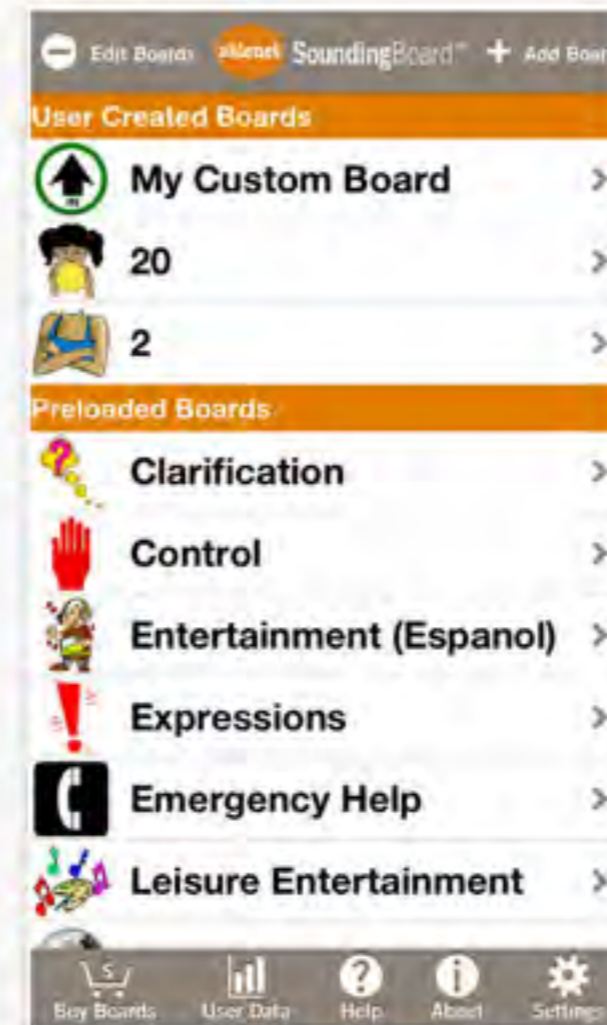 Edit Boards ablenet SoundingBoard™ + Add Boar
User Created Boards
My Custom Board
20
2
Preloaded Boards
Clarification
Control
Entertainment (Espanol)
Expressions
Emergency Help
Leisure Entertainment
Buy Boards User Data Help About Settings